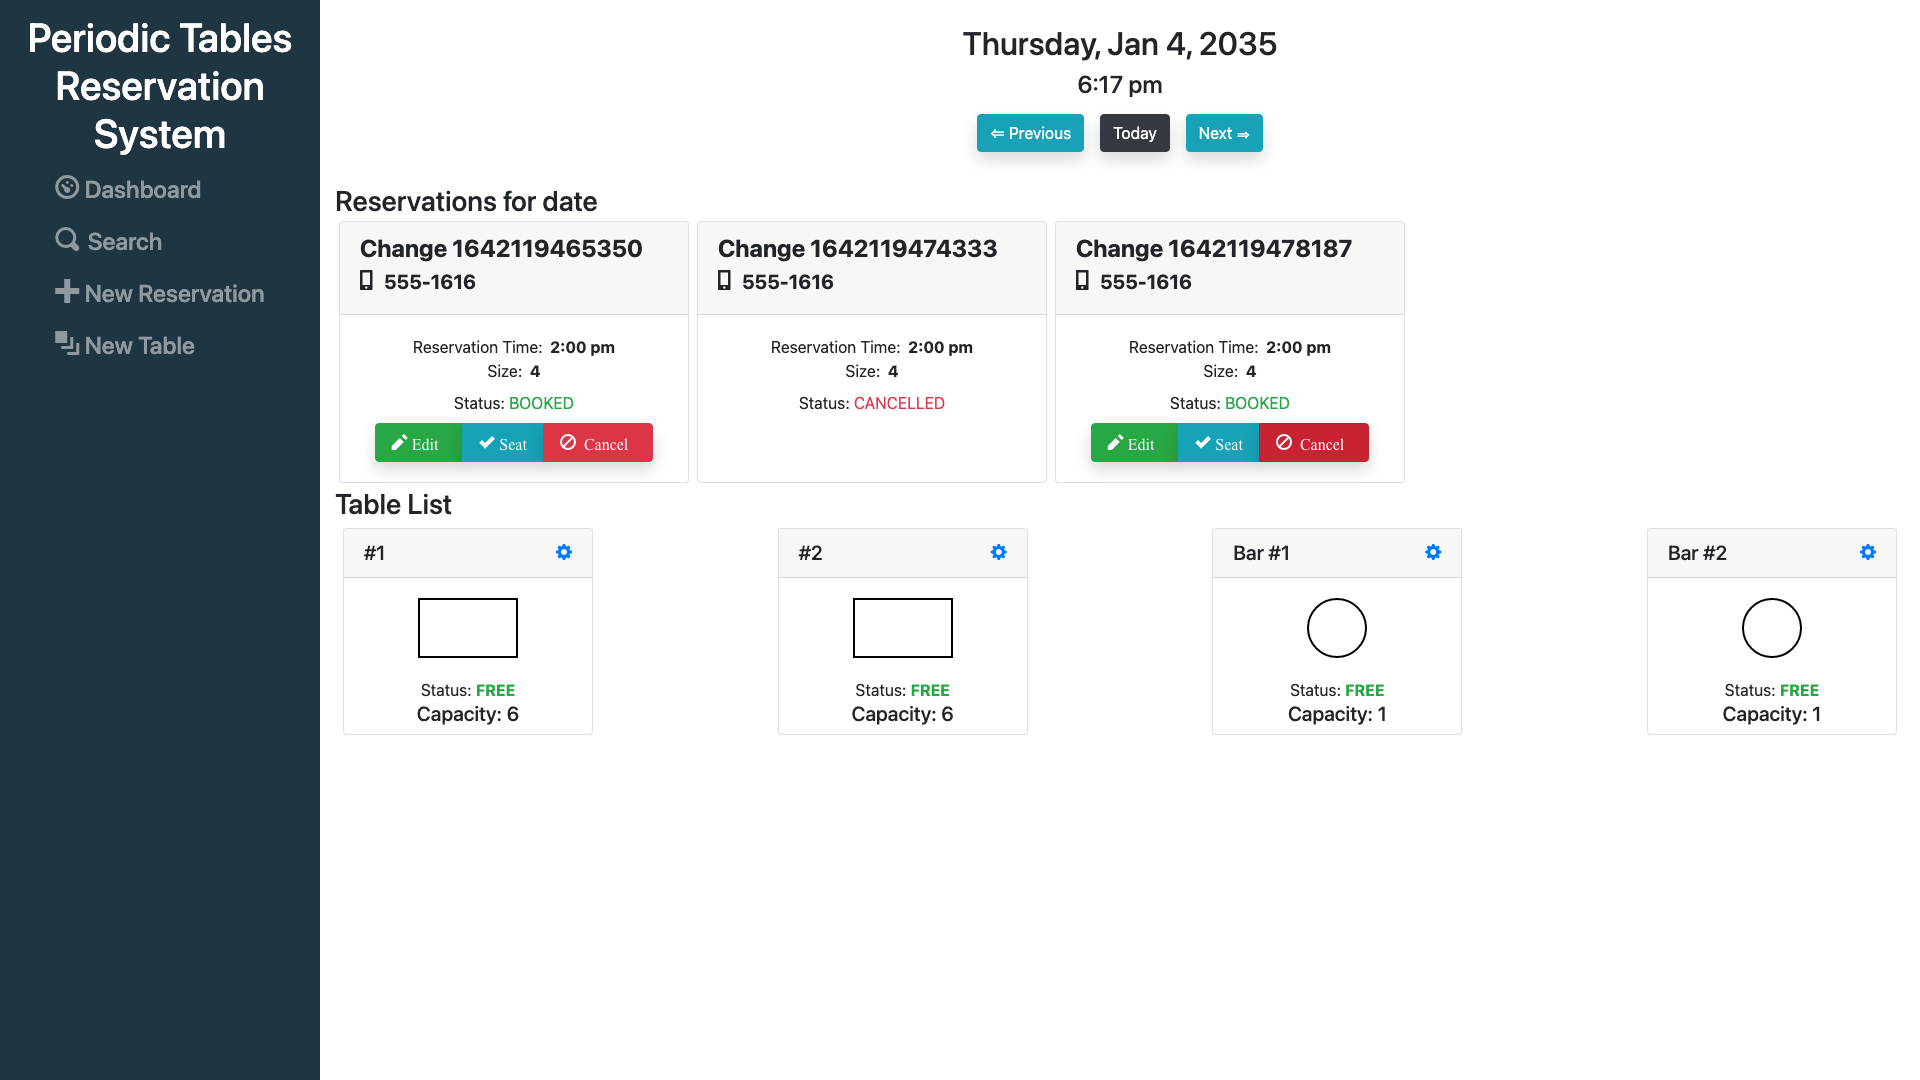 Periodic Tables
Reservation
System
Dashboard
Search
New Reservation
New Table
Thursday, Jan 4, 2035
6:17 pm
⇐ Previous
Today
Next ⇒
Reservations for date
Change 1642119465350
555-1616
Reservation Time: 2:00 pm
Size: 4
Status: BOOKED
Edit
Seat
Cancel
Change 1642119474333
555-1616
Reservation Time: 2:00 pm
Size: 4
Status: CANCELLED
Change 1642119478187
555-1616
Reservation Time: 2:00 pm
Size: 4
Status: BOOKED
Edit
Seat
Cancel
Table List
#1
Status: FREE
Capacity: 6
#2
Status: FREE
Capacity: 6
Bar #1
Status: FREE
Capacity: 1
Bar #2
Status: FREE
Capacity: 1